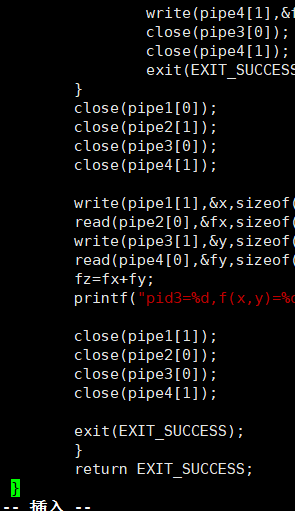 write(pipe4[1],&f
close(pipe3[0]);
close(pipe4[1]);
exit(EXIT_SUCCESS
}
close(pipe1[0]);
close(pipe2[1]);
close(pipe3[0]);
close(pipe4[1]);
write(pipe1[1],&x,sizeof(
read(pipe2[0],&fx,sizeof(
write(pipe3[1],&y,sizeof(
read(pipe4[0],&fy,sizeof(
fz=fx+fy;
printf("pid3=%d,f(x,y)=%d
close(pipe1[1]);
close(pipe2[0]);
close(pipe3[0]);
close(pipe4[1]);
exit(EXIT_SUCCESS);
}
return EXIT_SUCCESS;
}
-- 插入 --